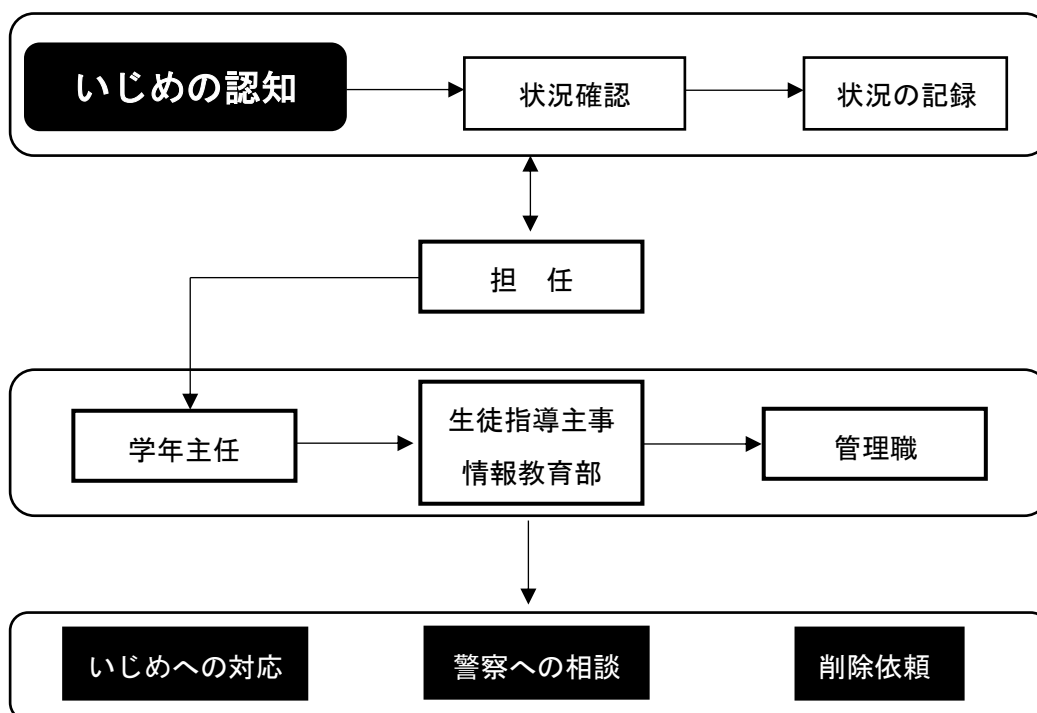 いじめの認知
状況確認
状況の記録
担　任
学年主任
生徒指導主事
情報教育部
管理職
いじめへの対応
警察への相談
削除依頼